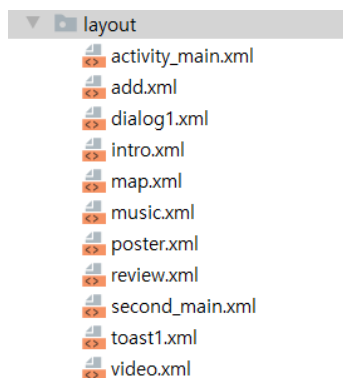 layout
activity_main.xml
add.xml
dialog1.xml
intro.xml
map.xml
music.xml
poster.xml
review.xml
second_main.xml
toast1.xml
video.xml